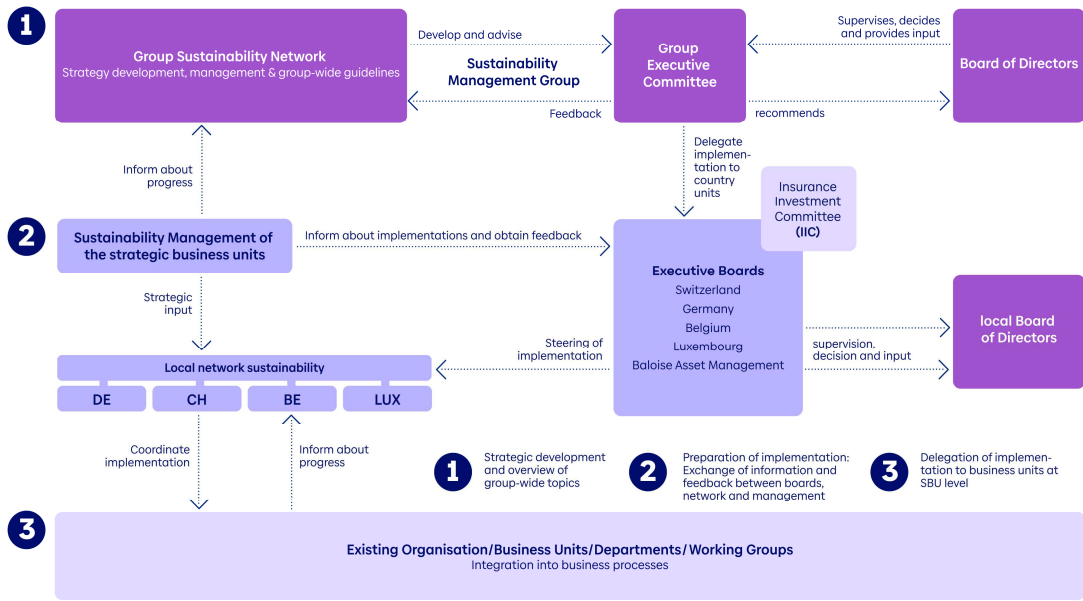 1
Group Sustainability Network
Strategy development, management & group-wide guidelines
Develop and advise
Sustainability
Management Group
Feedback
Group
Executive
Committee
Supervises, decides
and provides input
recommends
Board of Directors
Inform about
progress
Delegate
implemen-
tation to
country
units
Insurance
Investment
Committee
(IIC)
2
Sustainability Management of
the strategic business units
Inform about implementations and obtain feedback
Executive Boards
Switzerland
Germany
Belgium
Luxembourg
Baloise Asset Management
Strategic
input
Steering of
implementation
supervision.
decision and input
local Board
of Directors
Local network sustainability
DE
CH
BE
LUX
Coordinate
implementation
Inform about
progress
1
Strategic development
and overview of
group-wide topics
2
Preparation of implementation:
Exchange of information and
feedback between boards,
network and management
3
Delegation of implemen-
tation to business units at
SBU level
3
Existing Organisation/Business Units/Departments/Working Groups
Integration into business processes